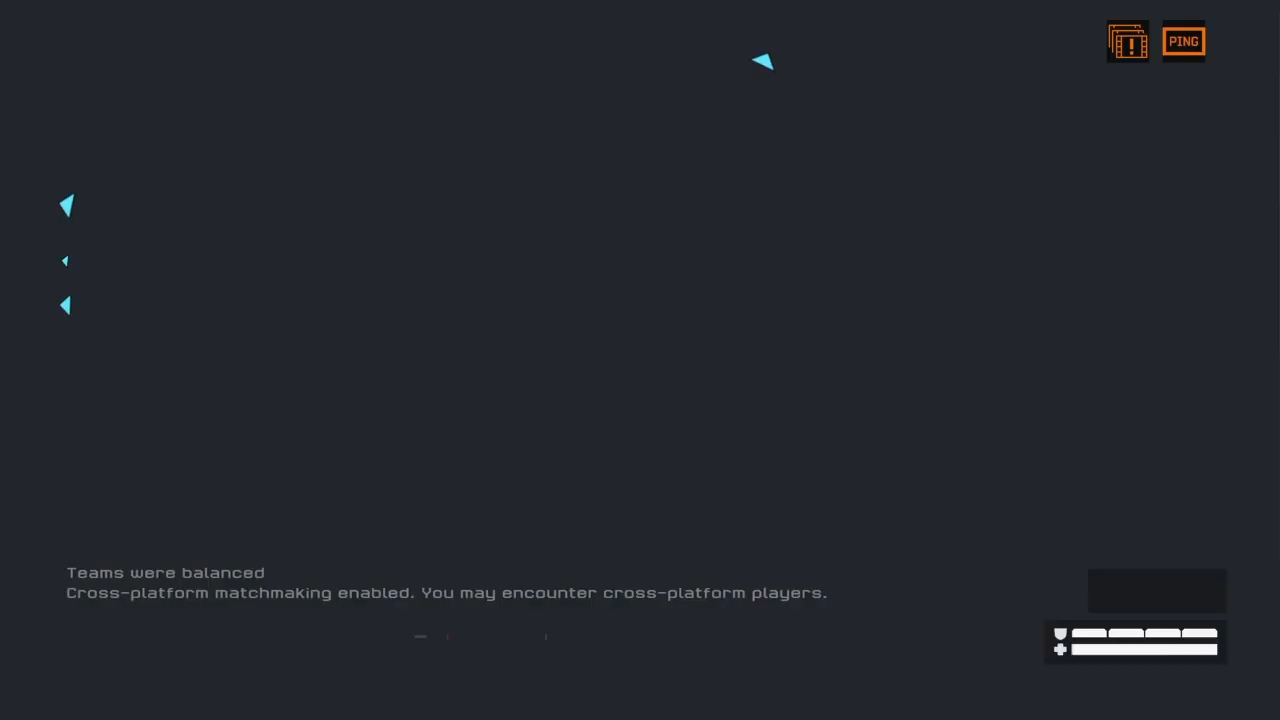 PING
Teams were balanced
Cross-platform matchmaking enabled. You may encounter cross-platform players.